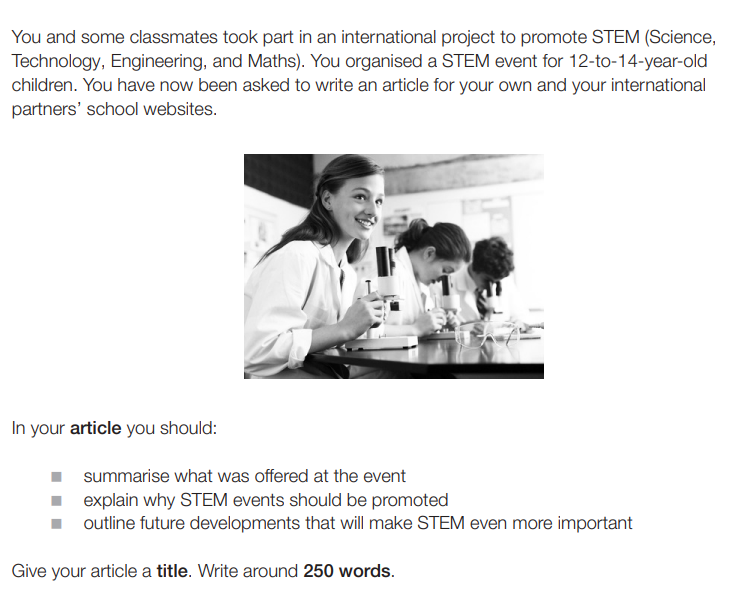 You and some classmates took part in an international project to promote STEM (Science,
Technology, Engineering, and Maths). You organised a STEM event for 12-to-14-year-old
children. You have now been asked to write an article for your own and your international
partners’ school websites.
In your article you should:
■ summarise what was offered at the event
■ explain why STEM events should be promoted
■ outline future developments that will make STEM even more important
Give your article a title. Write around 250 words.